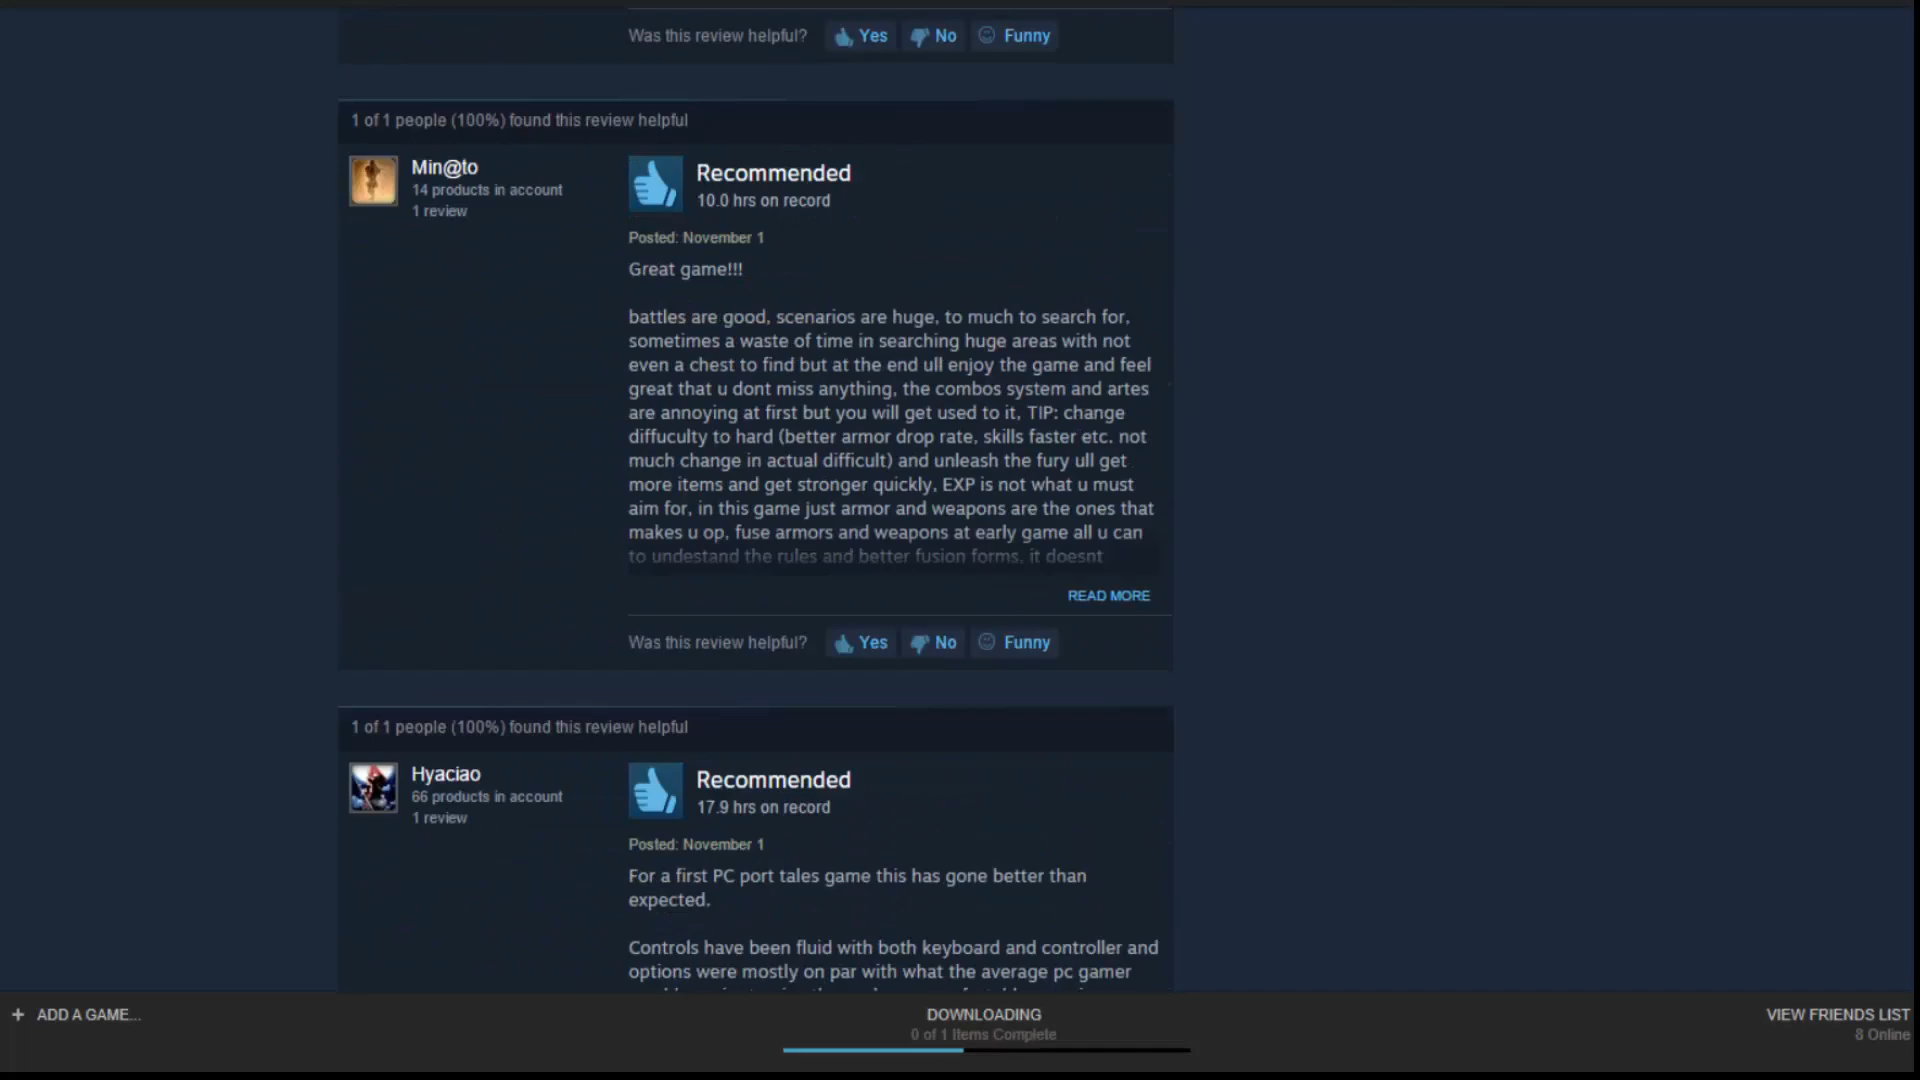 Was this review helpful? Yes No Funny
1 of 1 people (100%) found this review helpful
Min@to
14 products in account
1 review
Recommended
10.0 hrs on record
Posted: November 1
Great game!!!
battles are good, scenarios are huge, to much to search for,
sometimes a waste of time in searching huge areas with not
even a chest to find but at the end ull enjoy the game and feel
great that u dont miss anything, the combos system and artes
are annoying at first but you will get used to it, TIP: change
diffuculty to hard (better armor drop rate, skills faster etc. not
much change in actual difficult) and unleash the fury ull get
more items and get stronger quickly, EXP is not what u must
aim for, in this game just armor and weapons are the ones that
makes u op, fuse armors and weapons at early game all u can
to undestand the rules and better fusion forms, it doesnt
READ MORE
Was this review helpful? Yes No Funny
1 of 1 people (100%) found this review helpful
Hyaciao
66 products in account
1 review
Recommended
17.9 hrs on record
Posted: November 1
For a first PC port tales game this has gone better than
expected.
Controls have been fluid with both keyboard and controller and
options were mostly on par with what the average pc gamer
+ ADD A GAME...
DOWNLOADING
0 of 1 Items Complete
VIEW FRIENDS LIST
8 Online